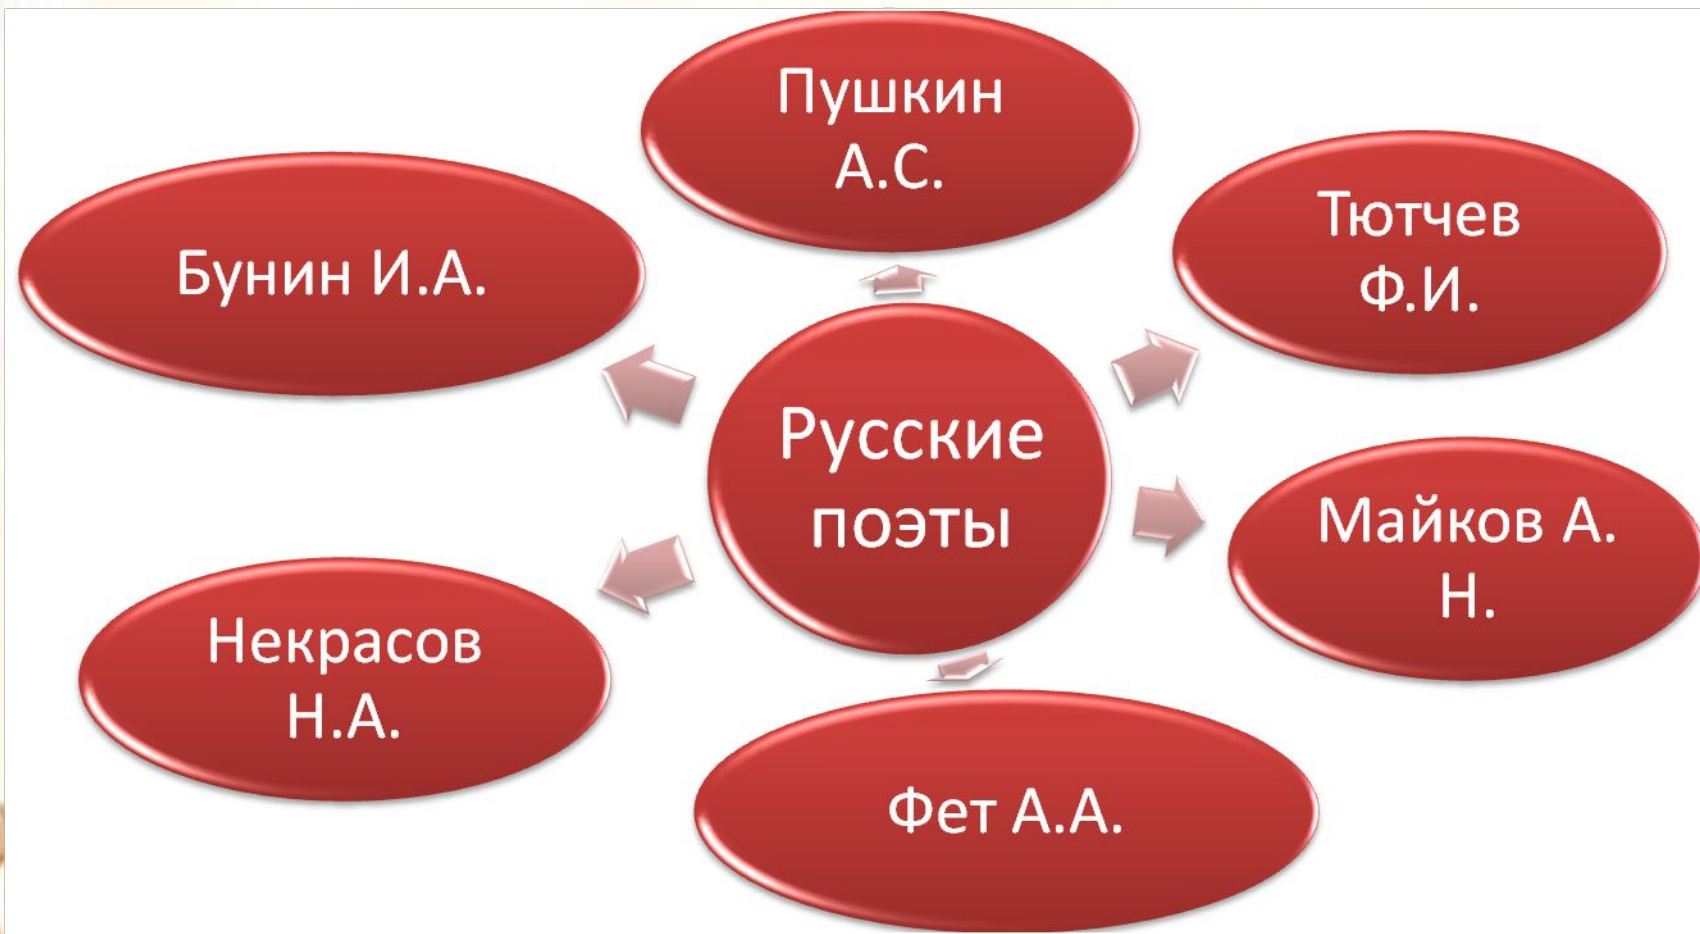 Пушкин
А.С.
Тютчев
Ф.И.
Бунин И.А.
Русские
поэты
Майков А.
Н.
Некрасов
Н.А.
Фет А.А.